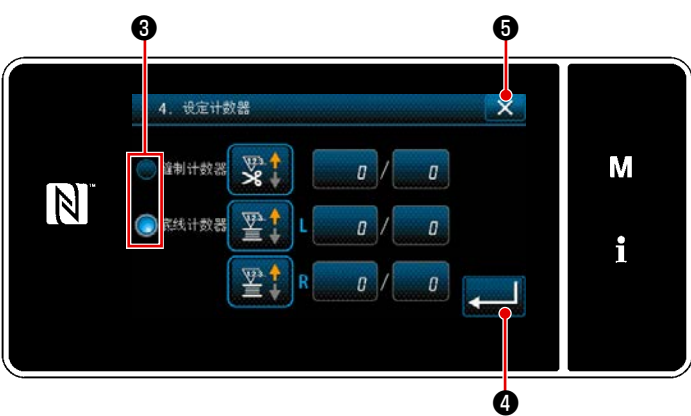 ❸ ❺
4. 设定计数器
M
缝制计数器 0 / 0
底线计数器 L 0 / 0
i
R 0 / 0
❹